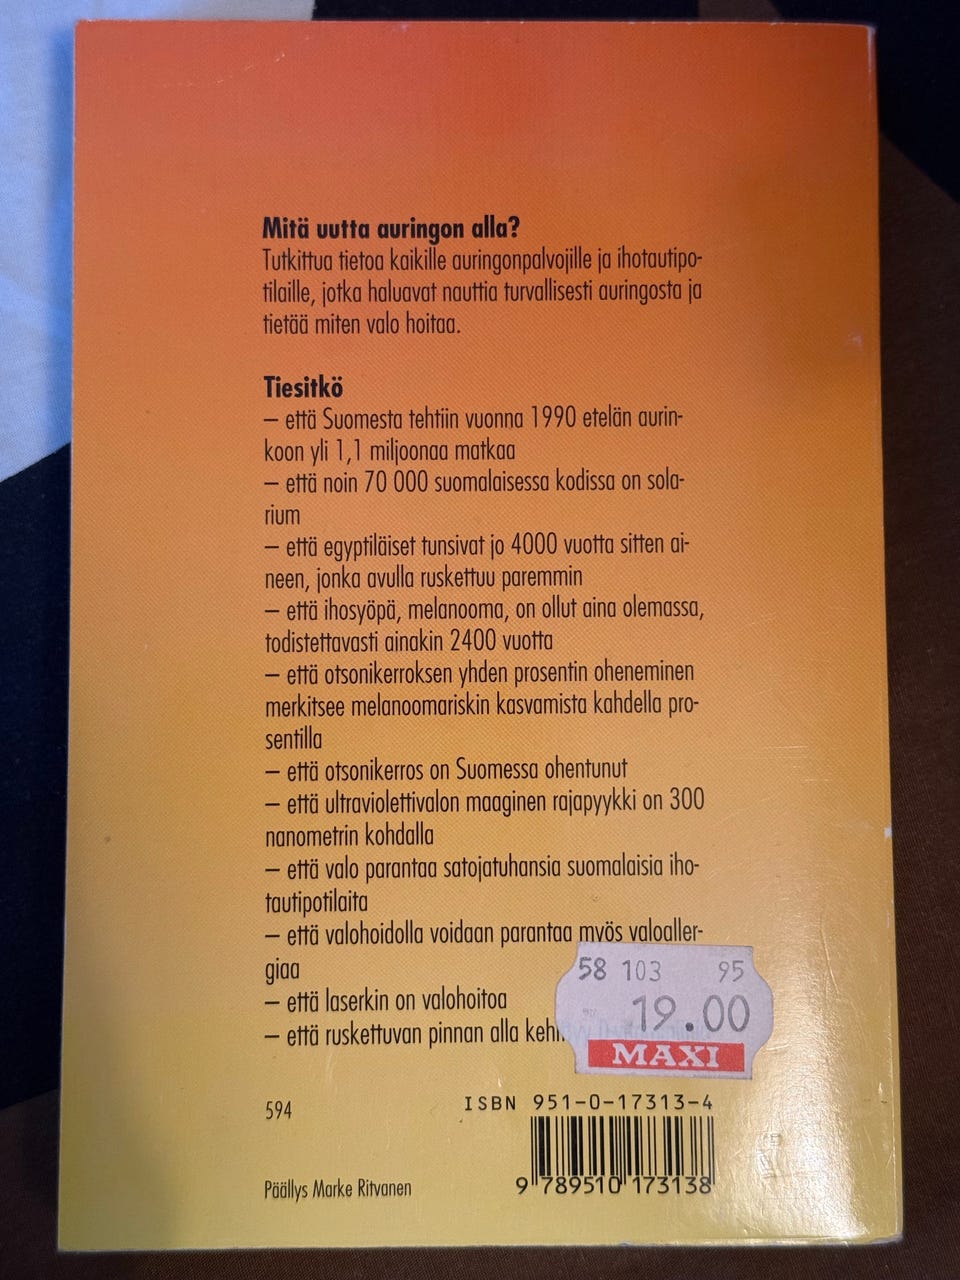 Mitä uutta auringon alla?
Tutkittua tietoa kaikille auringonpalvojille ja ihotautipo-
tilaille, jotka haluavat nauttia turvallisesti auringosta ja
tietää miten valo hoitaa.
Tiesitkö
– että Suomesta tehtiin vuonna 1990 etelän aurin-
koon yli 1,1 miljoonaa matkaa
– että noin 70 000 suomalaisessa kodissa on sola-
rium
– että egyptiläiset tunsivat jo 4000 vuotta sitten ai-
neen, jonka avulla ruskettuu paremmin
– että ihosyöpä, melanooma, on ollut aina olemassa,
todistettavasti ainakin 2400 vuotta
– että otsonikerroksen yhden prosentin oheneminen
merkitsee melanoomariskin kasvamista kahdella pro-
sentilla
– että otsonikerros on Suomessa ohentunut
– että ultraviolettivalon maaginen rajapyykki on 300
nanometrin kohdalla
– että valo parantaa satojatuhansia suomalaisia iho-
tautipotilaita
– että valohoidolla voidaan parantaa myös valoaller-
giaa
– että laserkin on valohoitoa
– että ruskettuvan pinnan alla
58 103 95
19.00
MAXI
594
ISBN 951-0-17313-4
9 789510 173138
Päällys Marke Ritvanen